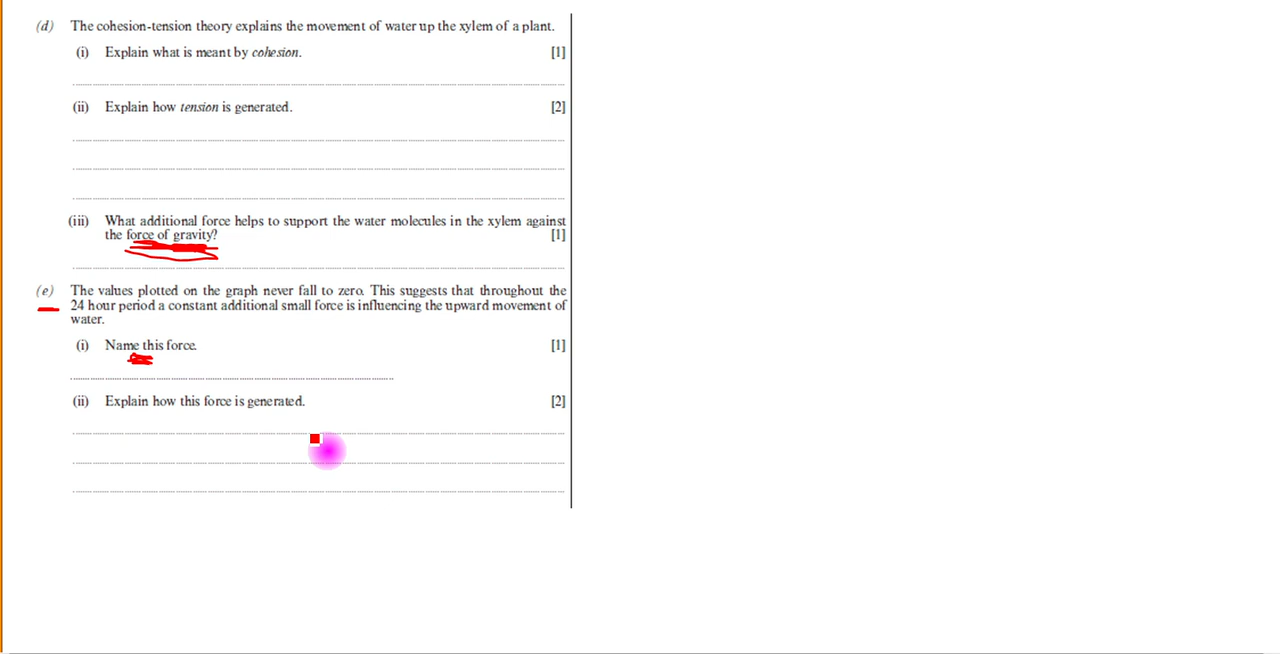 (d) The cohesion-tension theory explains the movement of water up the xylem of a plant.
(i) Explain what is meant by cohesion. [1]
(ii) Explain how tension is generated. [2]
(iii) What additional force helps to support the water molecules in the xylem against
the force of gravity? [1]
(e) The values plotted on the graph never fall to zero. This suggests that throughout the
24 hour period a constant additional small force is influencing the upward movement of
water.
(i) Name this force. [1]
(ii) Explain how this force is generated. [2]